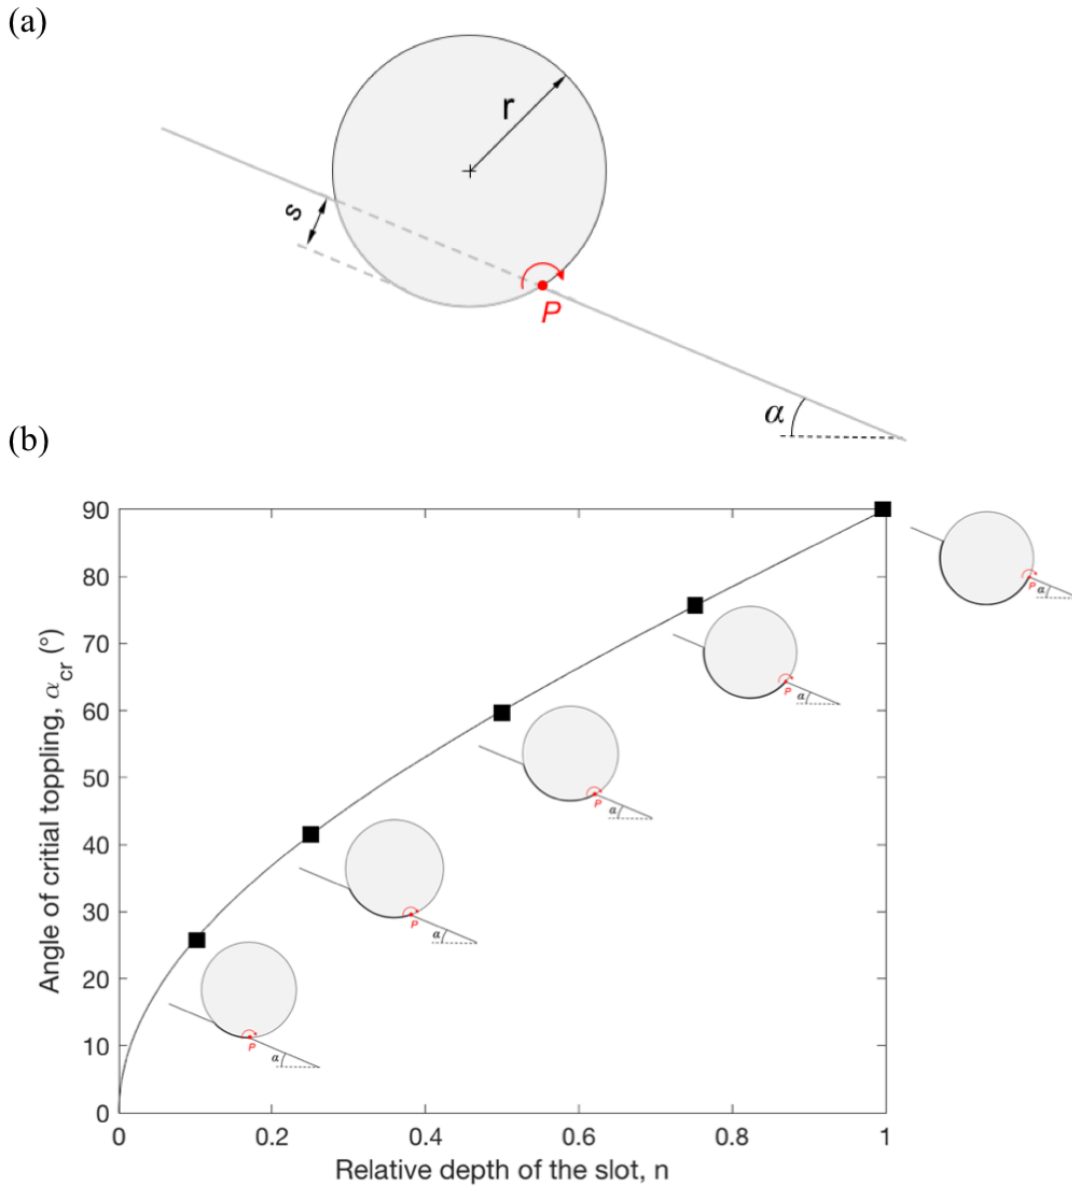 (a)
r
s
P
α
(b)
90
80
70
60
50
40
30
20
10
0
Angle of critial toppling, α_cr (°)
P
α
P
α
P
α
P
α
P
α
0 0.2 0.4 0.6 0.8 1
Relative depth of the slot, n